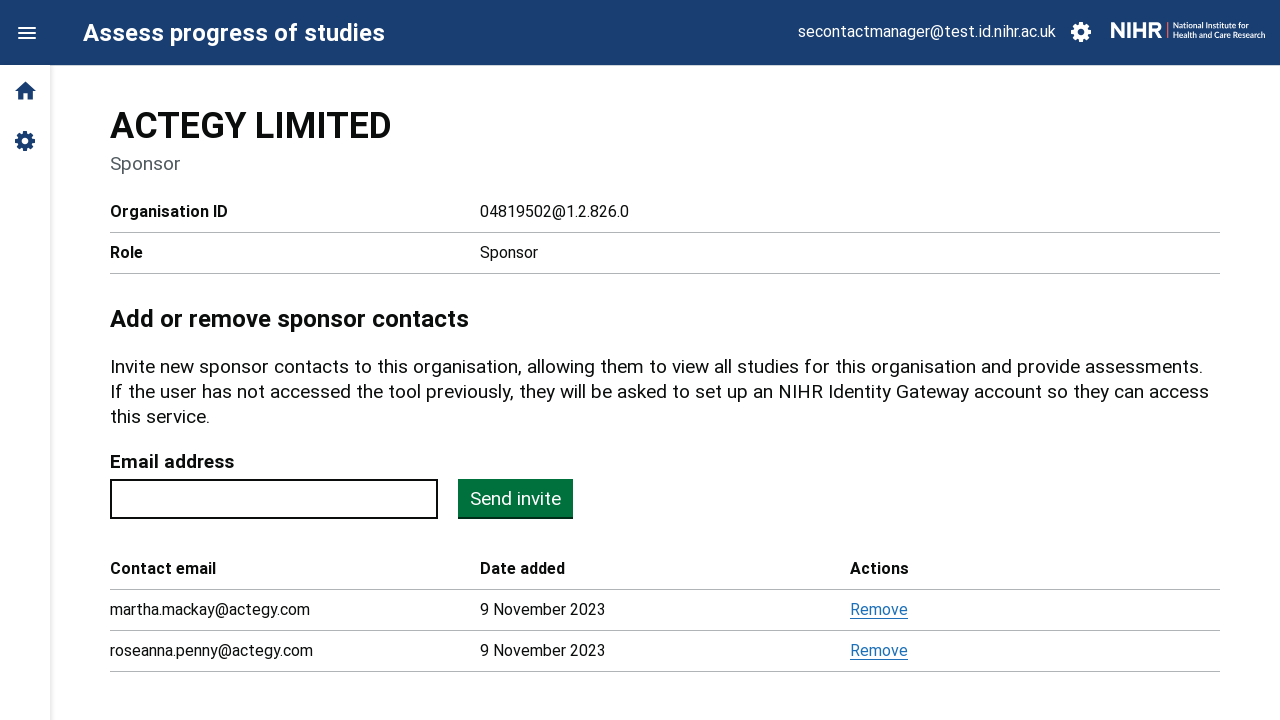 Assess progress of studies
secontactmanager@test.id.nihr.ac.uk
NIHR | National Institute for
Health and Care Research
ACTEGY LIMITED
Sponsor
Organisation ID 04819502@1.2.826.0
Role Sponsor
Add or remove sponsor contacts
Invite new sponsor contacts to this organisation, allowing them to view all studies for this organisation and provide assessments.
If the user has not accessed the tool previously, they will be asked to set up an NIHR Identity Gateway account so they can access
this service.
Email address
Send invite
Contact email Date added Actions
martha.mackay@actegy.com 9 November 2023 Remove
roseanna.penny@actegy.com 9 November 2023 Remove